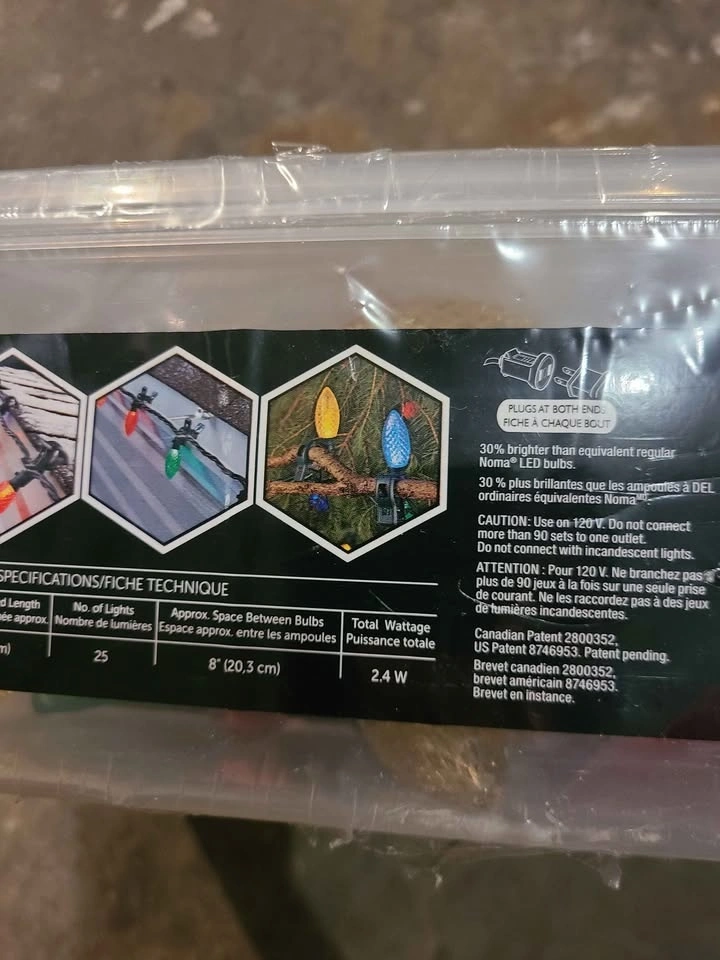 PLUGS AT BOTH ENDS
FICHE À CHAQUE BOUT
30% brighter than equivalent regular
Noma® LED bulbs.
30 % plus brillantes que les ampoules à DEL
ordinaires équivalentes Noma MD.
CAUTION: Use on 120 V. Do not connect
more than 90 sets to one outlet.
Do not connect with incandescent lights.
ATTENTION : Pour 120 V. Ne branchez pas
plus de 90 jeux à la fois sur une seule prise
de courant. Ne les raccordez pas à des jeux
de lumières incandescentes.
Canadian Patent 2800352,
US Patent 8746953. Patent pending.
Brevet canadien 2800352,
brevet américain 8746953.
Brevet en instance.
SPECIFICATIONS/FICHE TECHNIQUE
Length
approx.
m)
No. of Lights
Nombre de lumières
25
Approx. Space Between Bulbs
Espace approx. entre les ampoules
8" (20,3 cm)
Total Wattage
Puissance totale
2,4 W